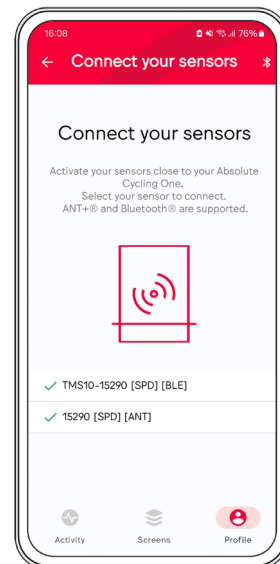 16:08
76%
Connect your sensors
Connect your sensors
Activate your sensors close to your Absolute
Cycling One.
Select your sensor to connect.
ANT+® and Bluetooth® are supported.
TMS10-15290 [SPD] [BLE]
15290 [SPD] [ANT]
Activity
Screens
Profile